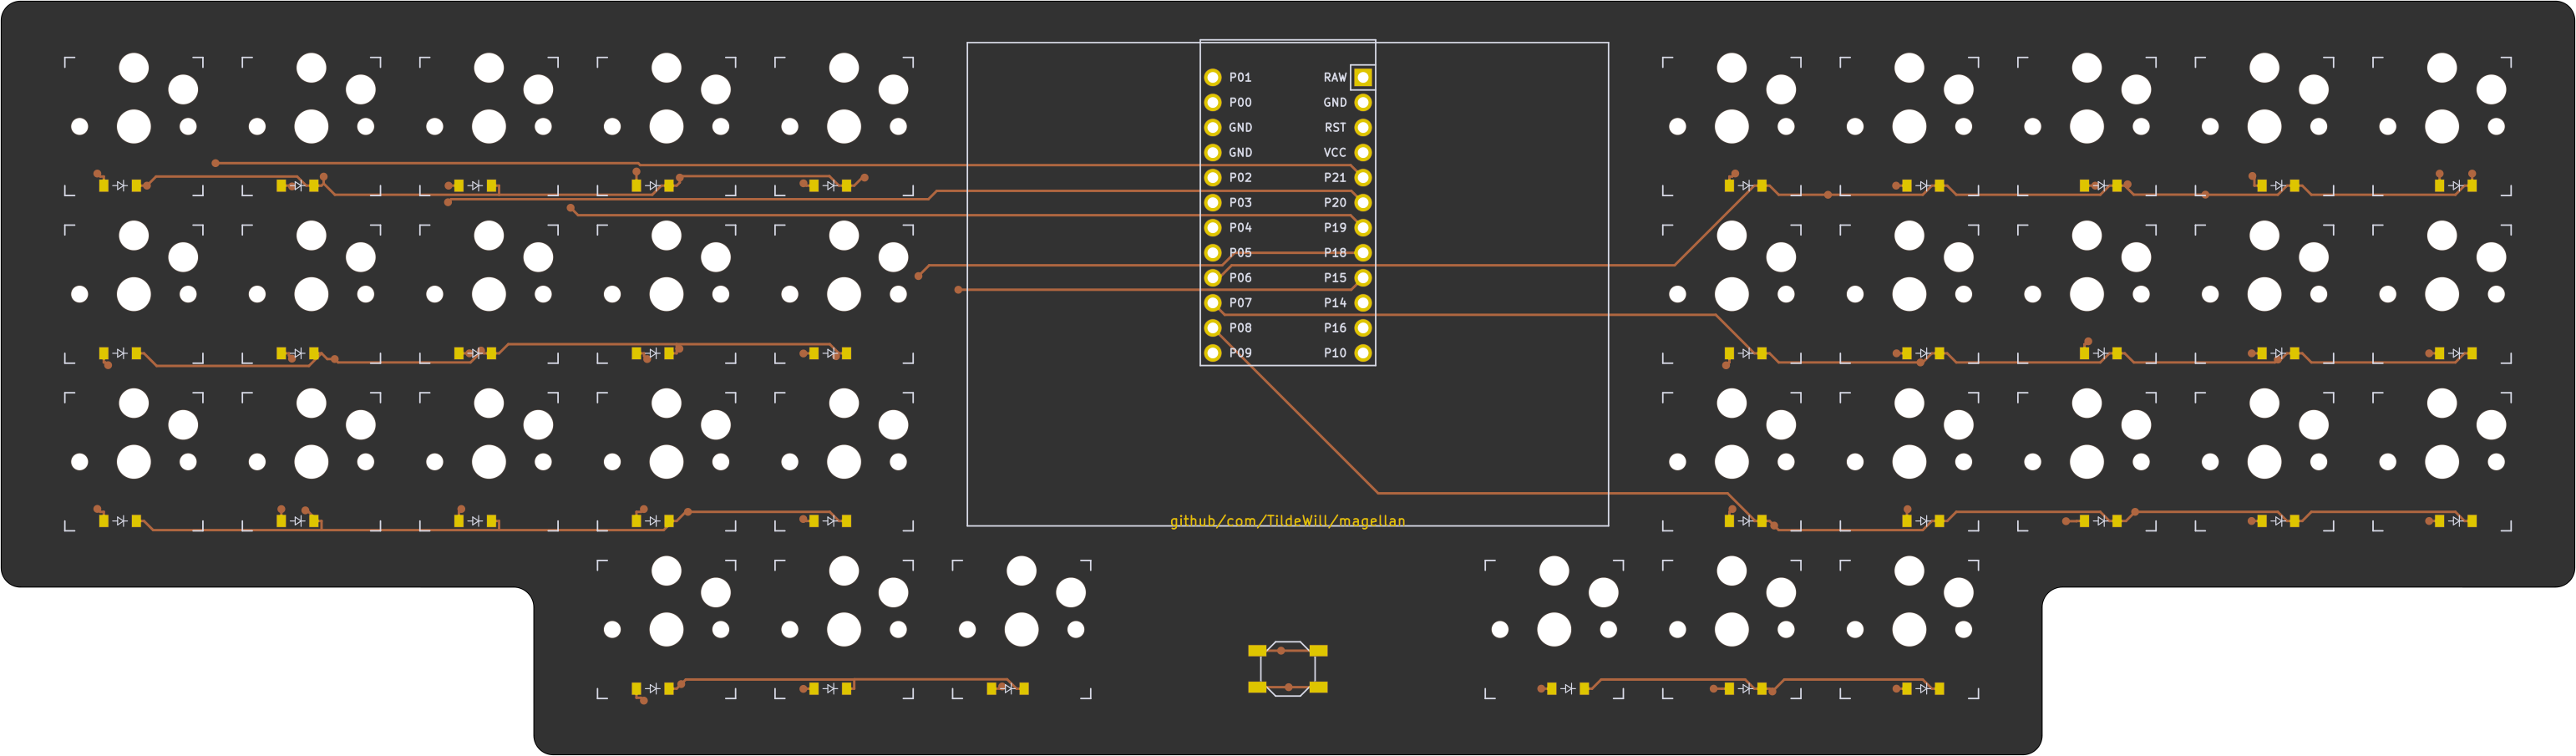 P01 RAW
P00 GND
GND RST
GND VCC
P02 P21
P03 P20
P04 P19
P05 P18
P06 P15
P07 P14
P08 P16
P09 P10
github/com/TildeWill/magellan